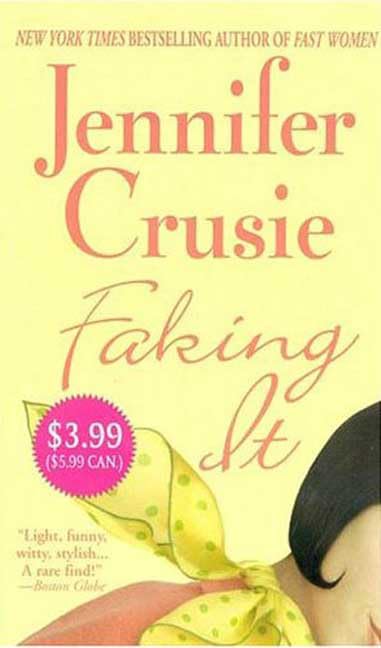 NEW YORK TIMES BESTSELLING AUTHOR OF FAST WOMEN
Jennifer
Crusie
Faking
It
$3.99
($5.99 CAN.)
"Light, funny,
witty, stylish...
A rare find!"
—Boston Globe